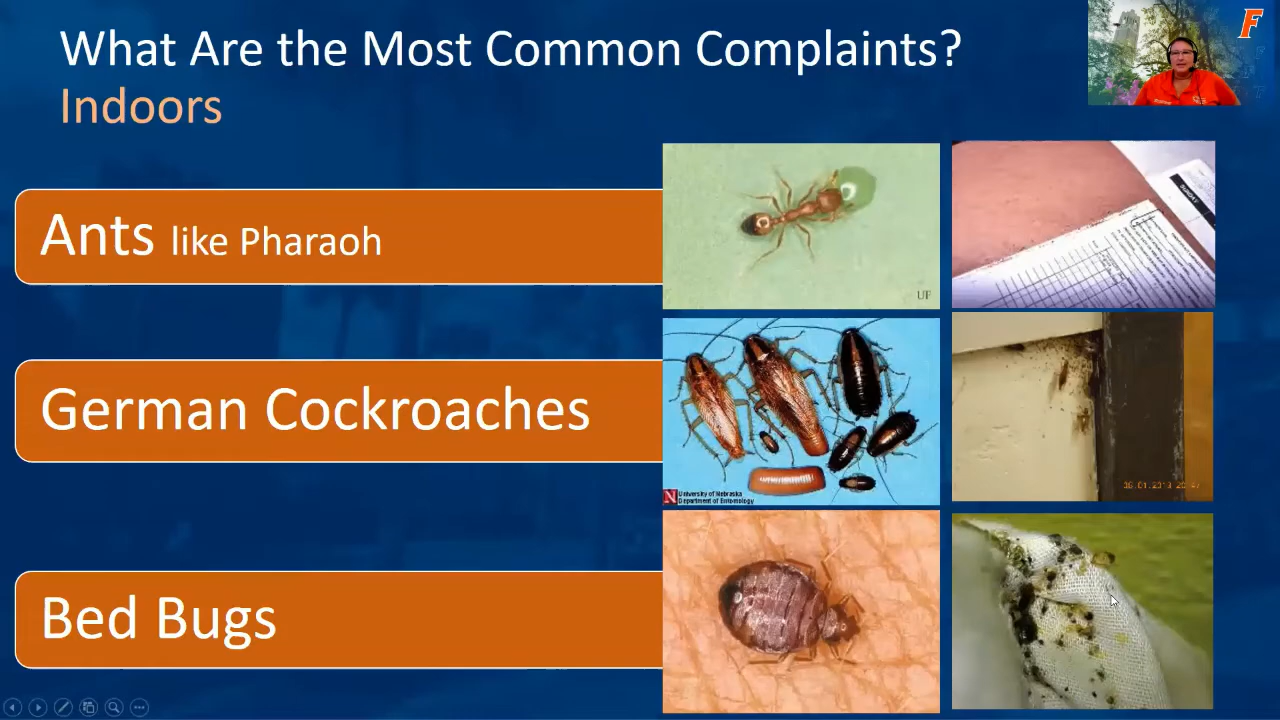 What Are the Most Common Complaints?
Indoors
F
Ants like Pharaoh
UF
SUNDAY
German Cockroaches
N
University of Nebraska
Department of Entomology
Bed Bugs